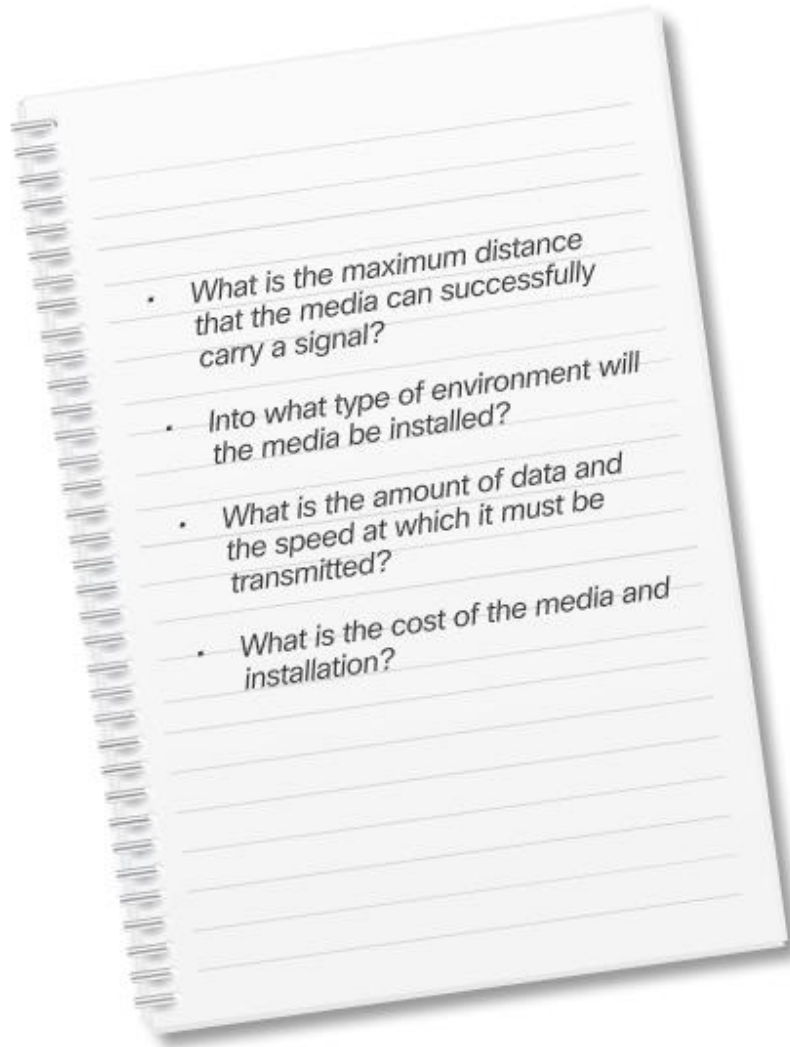 · What is the maximum distance
that the media can successfully
carry a signal?
· Into what type of environment will
the media be installed?
· What is the amount of data and
the speed at which it must be
transmitted?
· What is the cost of the media and
installation?